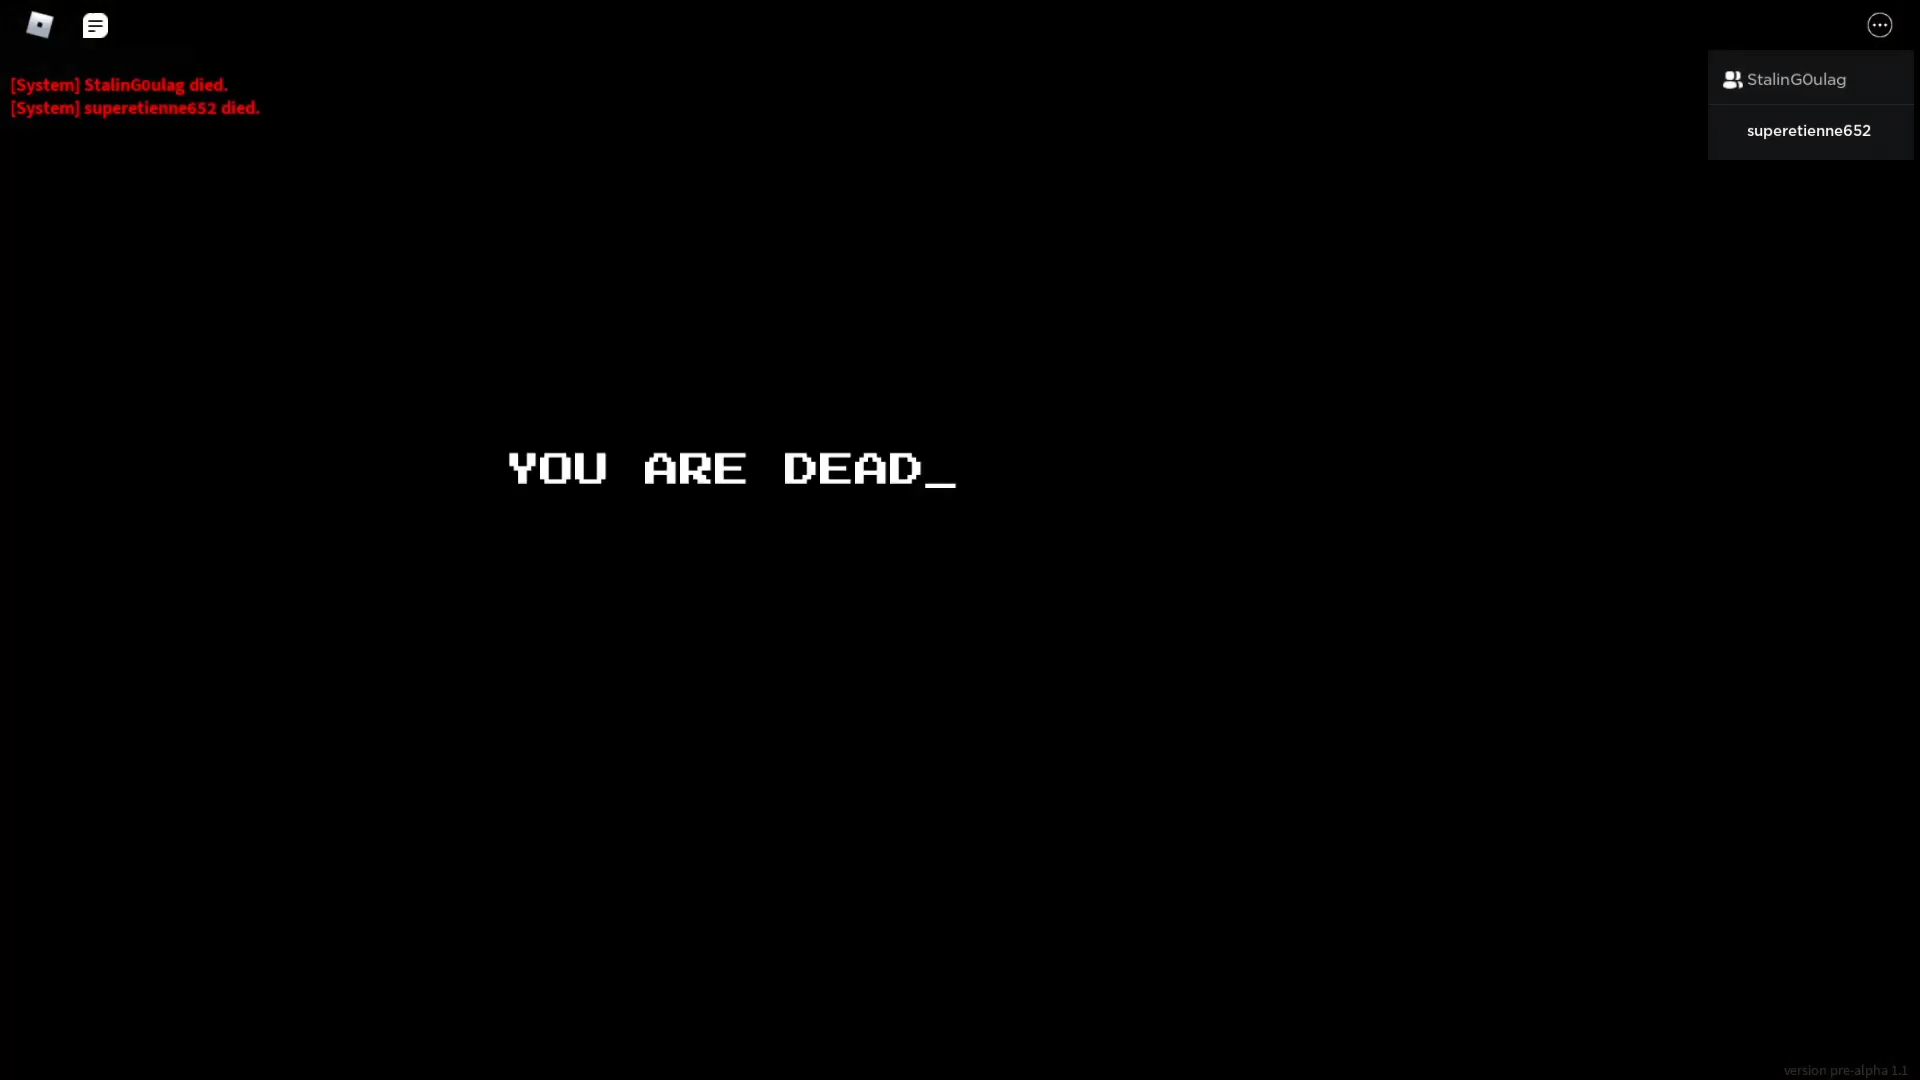 [System] StalinG0ulag died.
[System] superetienne652 died.
StalinG0ulag
superetienne652
YOU ARE DEAD_
version pre-alpha 1.1